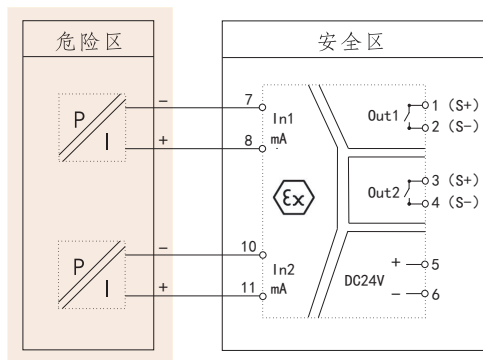 危险区
安全区
P
I
−
+
7
8
In1
mA
Out1
1 (S+)
2 (S-)
Ex
Out2
3 (S+)
4 (S-)
P
I
−
+
10
11
In2
mA
DC24V
+
5
−
6